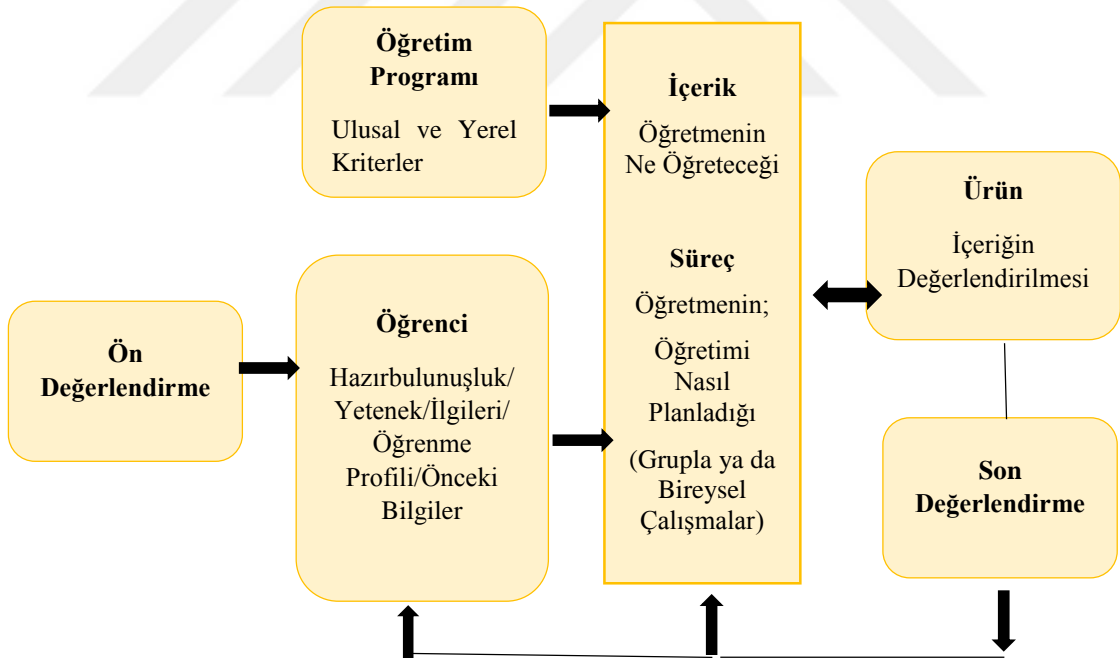 Öğretim
Programı
Ulusal ve Yerel
Kriterler
İçerik
Öğretmenin
Ne Öğreteceği
Süreç
Öğretmenin;
Öğretimi
Nasıl
Planladığı
(Grupla ya da
Bireysel
Çalışmalar)
Ürün
İçeriğin
Değerlendirilmesi
Ön
Değerlendirme
Öğrenci
Hazırbulunuşluk/
Yetenek/İlgileri/
Öğrenme
Profili/Önceki
Bilgiler
Son
Değerlendirme